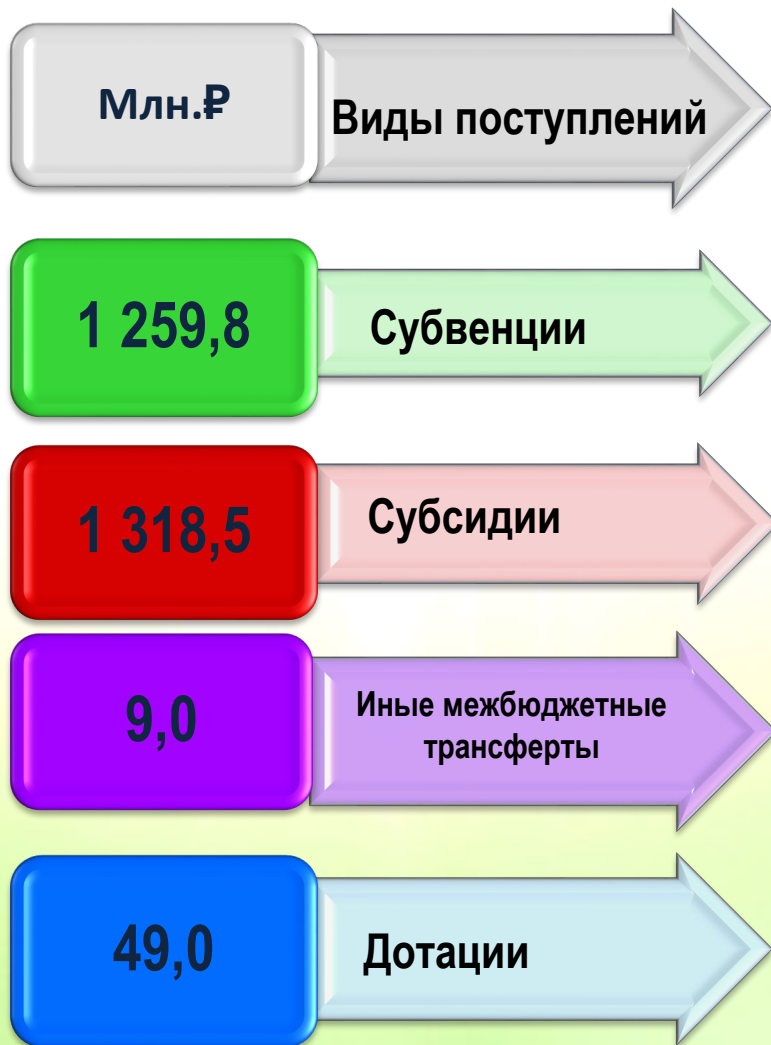 Млн.₽
Виды поступлений
1 259,8
Субвенции
1 318,5
Субсидии
9,0
Иные межбюджетные
трансферты
49,0
Дотации